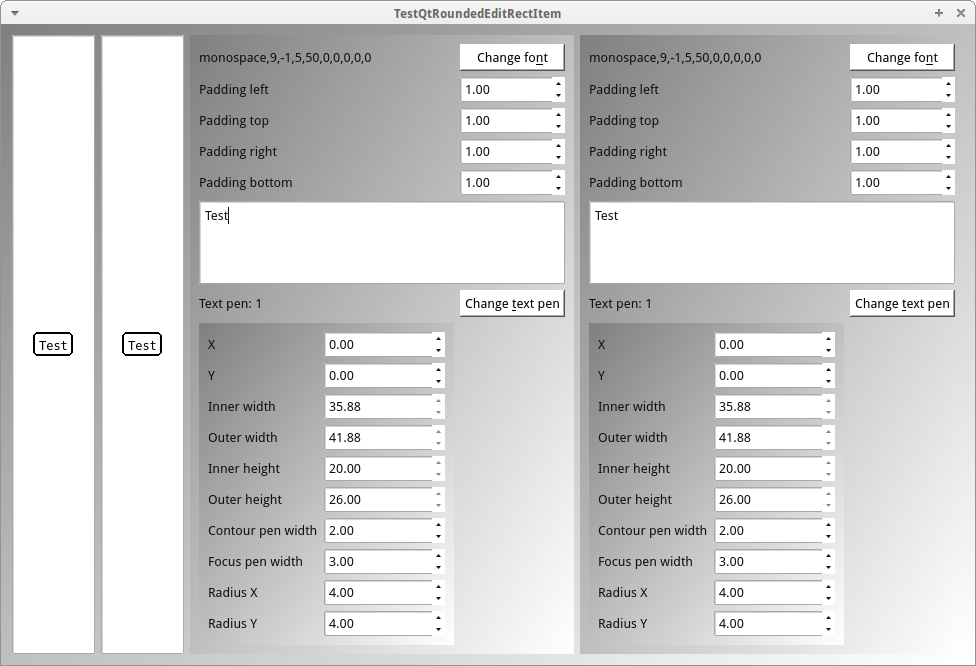 TestQtRoundedEditRectItem
Test
Test
monospace,9,-1,5,50,0,0,0,0,0
Change font
Padding left
1.00
Padding top
1.00
Padding right
1.00
Padding bottom
1.00
Test
Text pen: 1
Change text pen
X
0.00
Y
0.00
Inner width
35.88
Outer width
41.88
Inner height
20.00
Outer height
26.00
Contour pen width
2.00
Focus pen width
3.00
Radius X
4.00
Radius Y
4.00
monospace,9,-1,5,50,0,0,0,0,0
Change font
Padding left
1.00
Padding top
1.00
Padding right
1.00
Padding bottom
1.00
Test
Text pen: 1
Change text pen
X
0.00
Y
0.00
Inner width
35.88
Outer width
41.88
Inner height
20.00
Outer height
26.00
Contour pen width
2.00
Focus pen width
3.00
Radius X
4.00
Radius Y
4.00